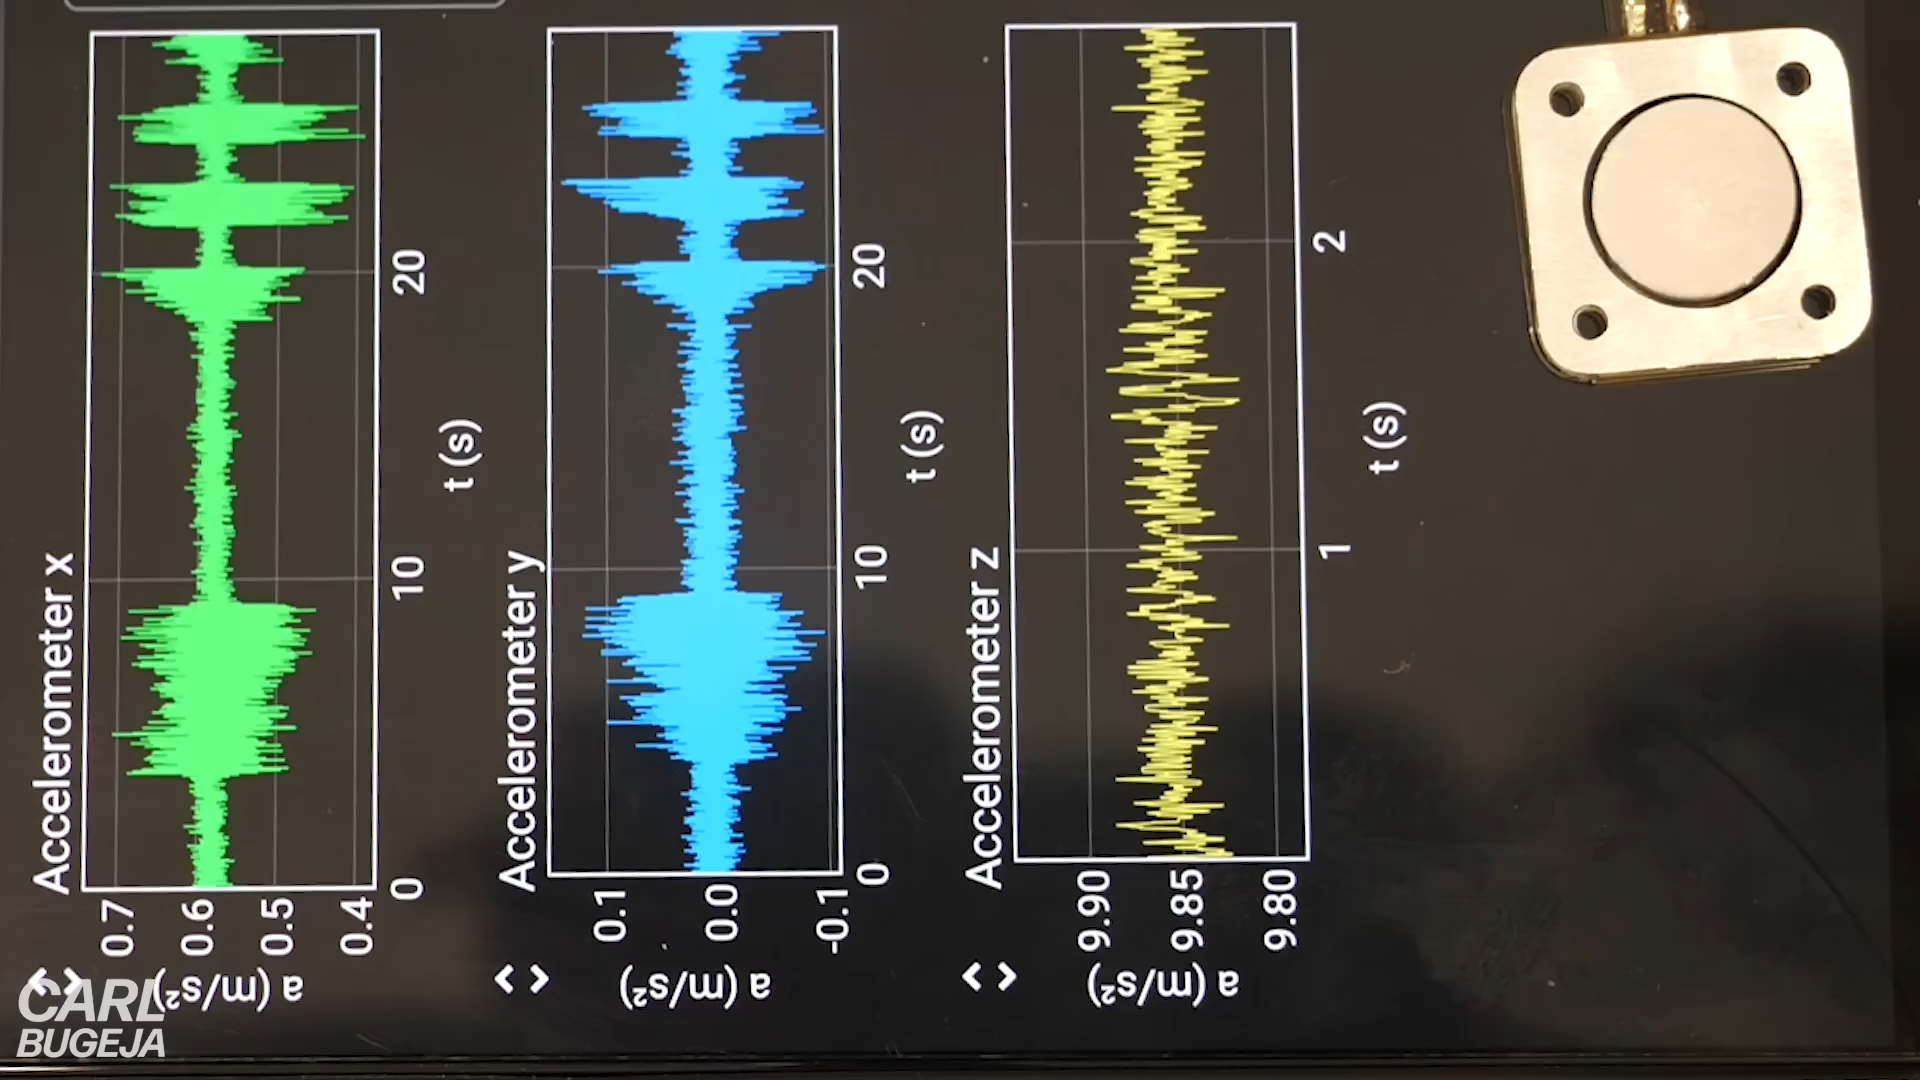 Accelerometer x
a (m/s²)
0.7
0.6
0.5
0.4
0
10
20
t (s)
Accelerometer y
a (m/s²)
0.1
0.0
-0.1
0
10
20
t (s)
Accelerometer z
a (m/s²)
9.90
9.85
9.80
1
2
t (s)
CARL
BUGEJA